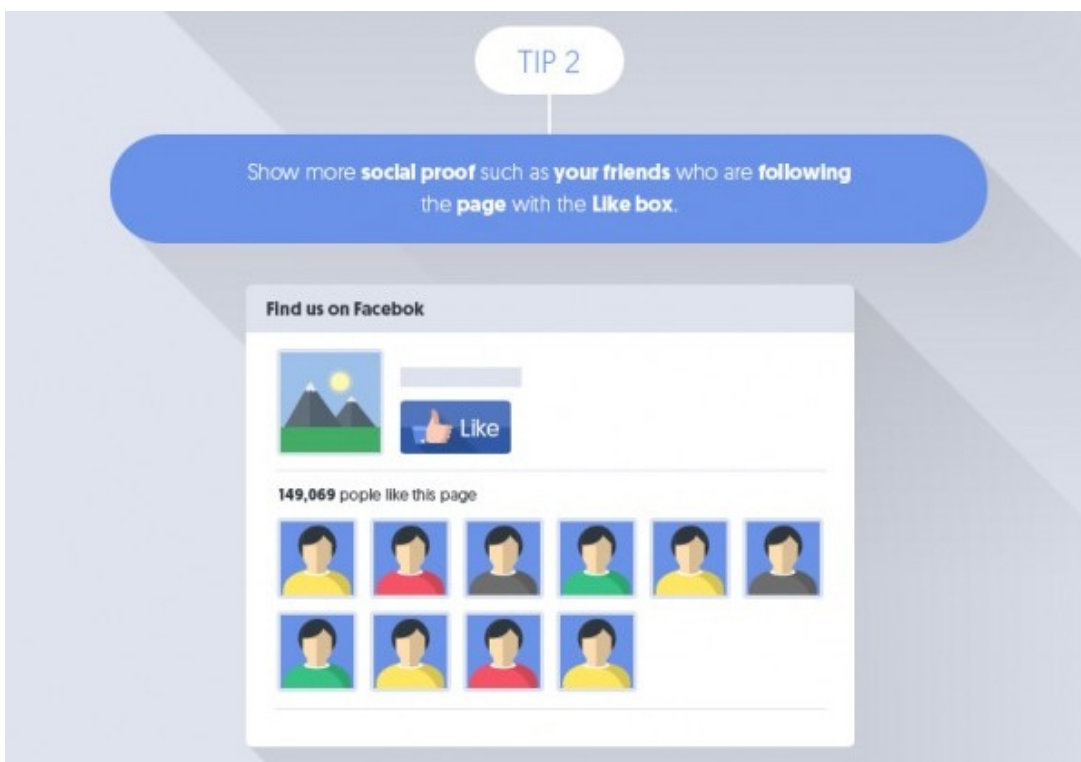 TIP 2
Show more social proof such as your friends who are following
the page with the Like box.
Find us on Facebok
Like
149,069 pople like this page